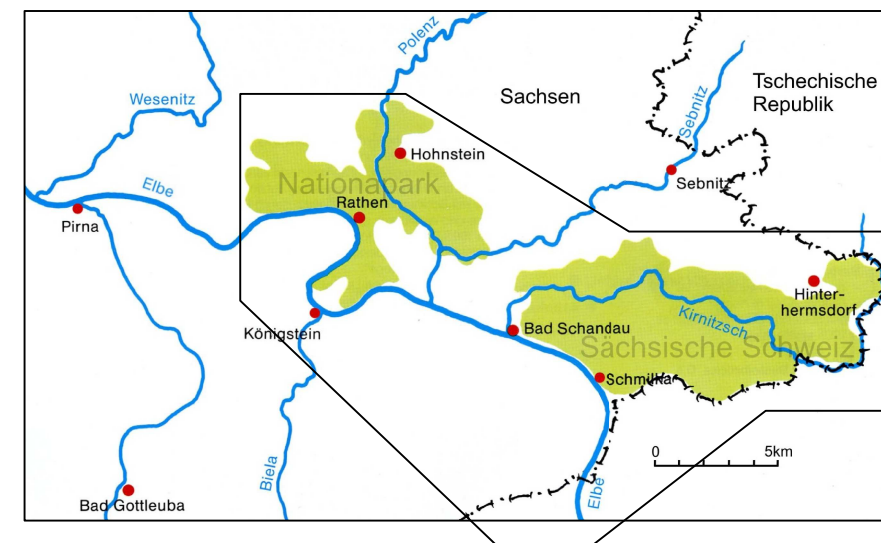 Polenz
Tschechische
Republik
Sachsen
Wesenitz
Sebnitz
Hohnstein
Nationapark
Sebnitz
Elbe
Rathen
Pirna
Hinter-
hermsdorf
Kirnitzsch
Königstein
Bad Schandau
Sächsische Schweiz
Schmilka
0 5km
Biela
Elbe
Bad Gottleuba